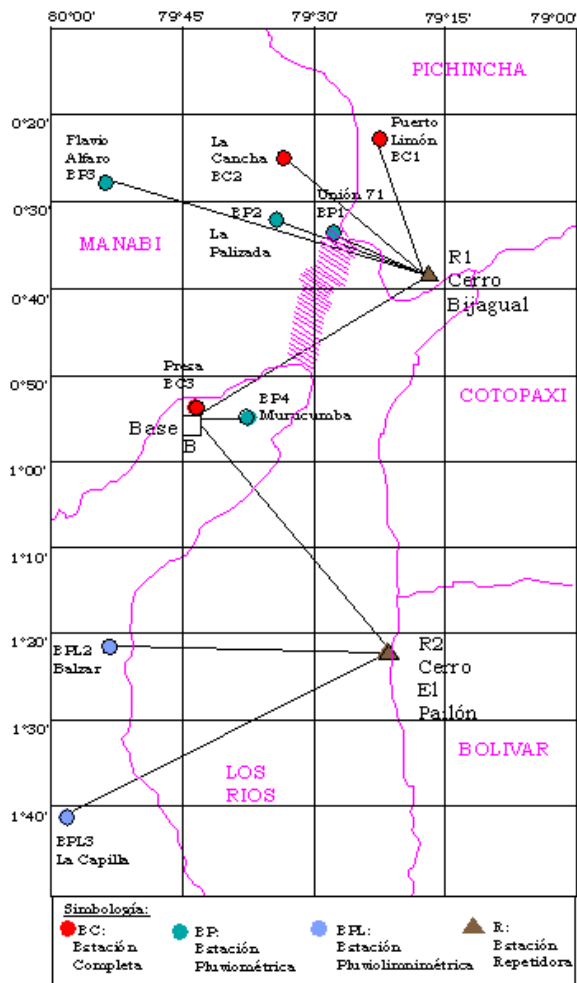 80°00' 79°45' 79°30' 79°15' 79°00'
PICHINCHA
0°20'
Puerto
Limón
BC1
La
Cancha
BC2
Flavio
Alfaro
BP3
0°30'
Unión 71
BP1
BP2
La
Palizada
MANABI
R1
Cerro
Bijagual
0°40'
Presa
BC3
0°50'
BP4
Murucumba
COTOPAXI
Base
B
1°00'
1°10'
1°20'
BPL2
Balzar
R2
Cerro
El
Pailón
1°30'
BOLIVAR
LOS
RIOS
1°40'
BPL3
La Capilla
Simbología:
BC:
Estación
Completa
BP:
Estación
Pluviométrica
BPL:
Estación
Pluviolimnimétrica
R:
Estación
Repetidora